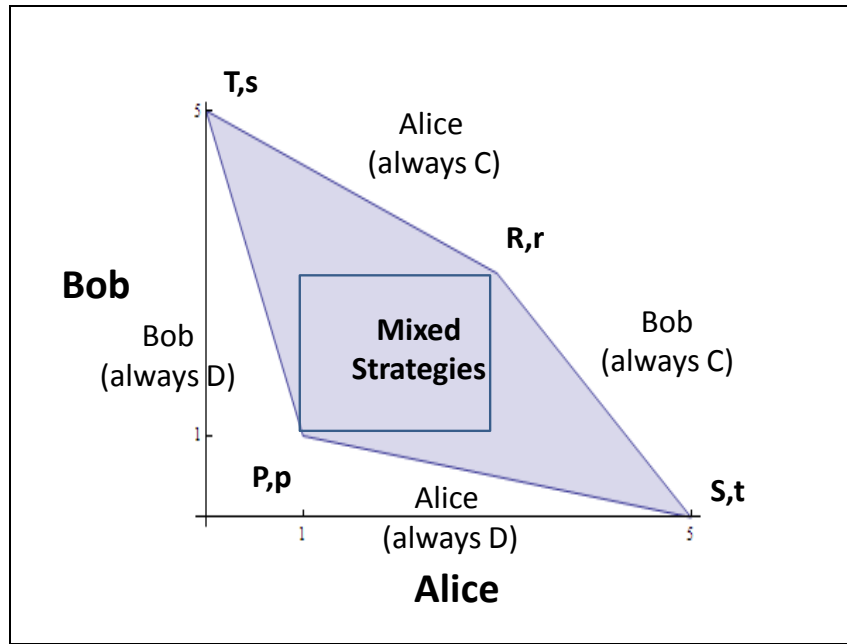 T,s
5
Alice
(always C)
R,r
Bob
Bob
(always D)
Mixed
Strategies
Bob
(always C)
1
P,p
Alice
(always D)
S,t
1
5
Alice